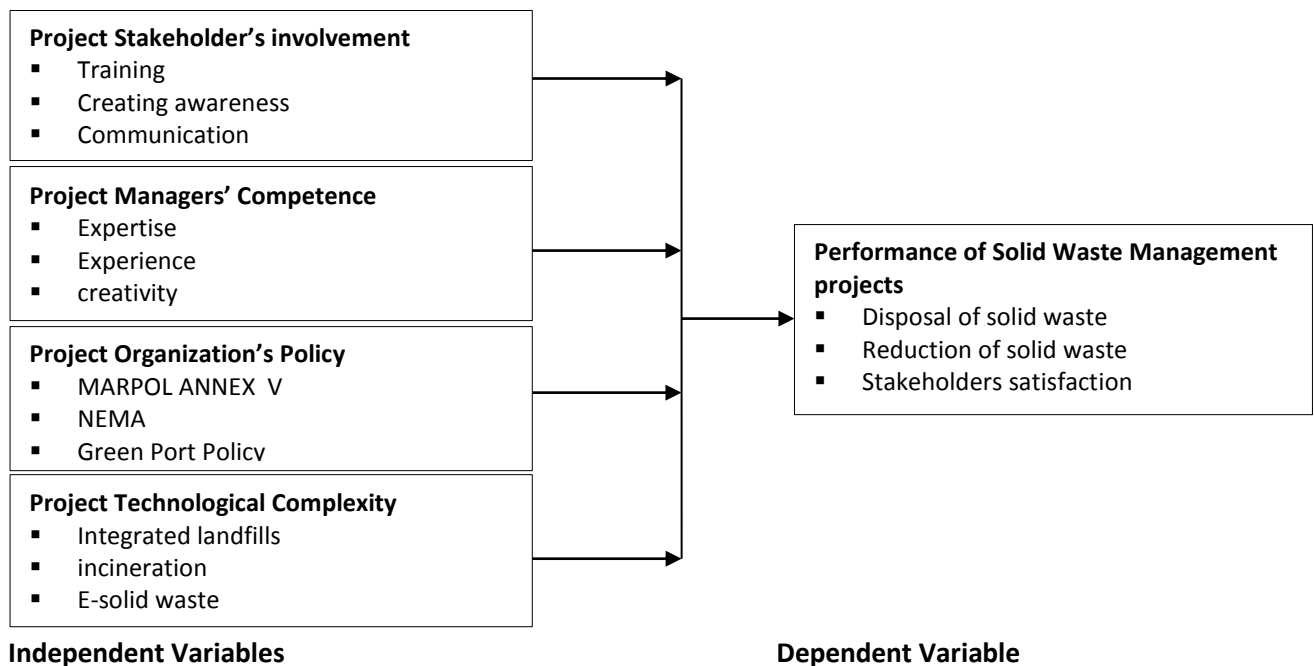 Project Stakeholder’s involvement
▪ Training
▪ Creating awareness
▪ Communication
Project Managers’ Competence
▪ Expertise
▪ Experience
▪ creativity
Project Organization’s Policy
▪ MARPOL ANNEX V
▪ NEMA
▪ Green Port Policy
Project Technological Complexity
▪ Integrated landfills
▪ incineration
▪ E-solid waste
Performance of Solid Waste Management
projects
▪ Disposal of solid waste
▪ Reduction of solid waste
▪ Stakeholders satisfaction
Independent Variables
Dependent Variable